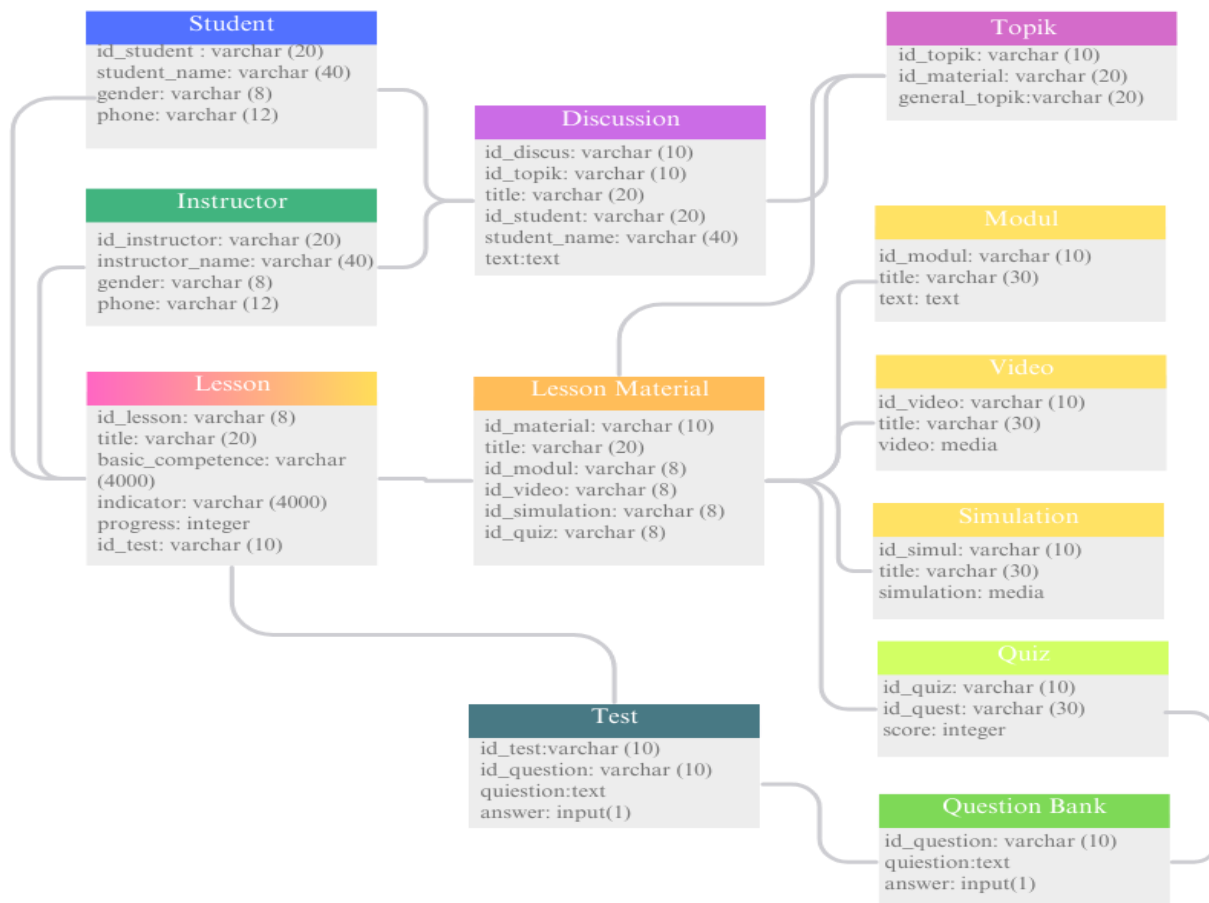 Student
id_student : varchar (20)
student_name: varchar (40)
gender: varchar (8)
phone: varchar (12)
Instructor
id_instructor: varchar (20)
instructor_name: varchar (40)
gender: varchar (8)
phone: varchar (12)
Lesson
id_lesson: varchar (8)
title: varchar (20)
basic_competence: varchar
(4000)
indicator: varchar (4000)
progress: integer
id_test: varchar (10)
Discussion
id_discus: varchar (10)
id_topik: varchar (10)
title: varchar (20)
id_student: varchar (20)
student_name: varchar (40)
text:text
Lesson Material
id_material: varchar (10)
title: varchar (20)
id_modul: varchar (8)
id_video: varchar (8)
id_simulation: varchar (8)
id_quiz: varchar (8)
Test
id_test:varchar (10)
id_question: varchar (10)
quiestion:text
answer: input(1)
Topik
id_topik: varchar (10)
id_material: varchar (20)
general_topik:varchar (20)
Modul
id_modul: varchar (10)
title: varchar (30)
text: text
Video
id_video: varchar (10)
title: varchar (30)
video: media
Simulation
id_simul: varchar (10)
title: varchar (30)
simulation: media
Quiz
id_quiz: varchar (10)
id_quest: varchar (30)
score: integer
Question Bank
id_question: varchar (10)
quiestion:text
answer: input(1)